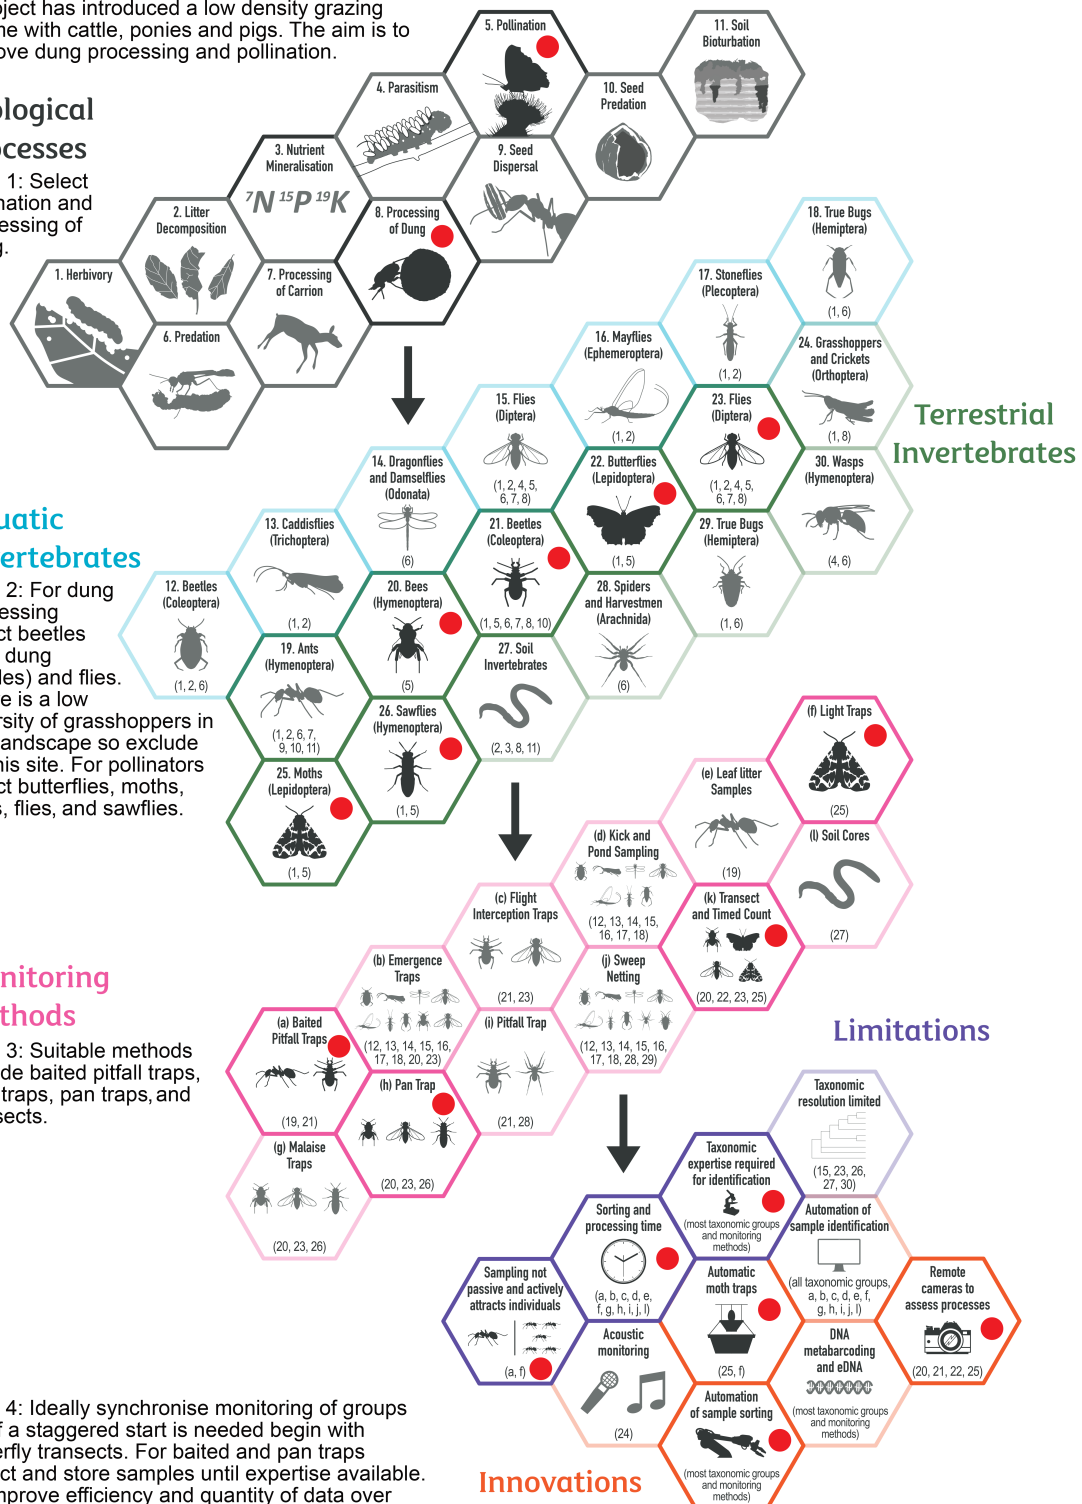 ject has introduced a low density grazing
ne with cattle, ponies and pigs. The aim is to
ove dung processing and pollination.
ological
ocesses
1: Select
nation and
essing of
g.
1. Herbivory
2. Litter
Decomposition
3. Nutrient
Mineralisation
7N 15P 19K
4. Parasitism
5. Pollination
6. Predation
7. Processing
of Carrion
8. Processing
of Dung
9. Seed
Dispersal
10. Seed
Predation
11. Soil
Bioturbation
uatic
ertebrates
2: For dung
essing
ct beetles
dung
les) and flies.
re is a low
rsity of grasshoppers in
landscape so exclude
his site. For pollinators
ct butterflies, moths,
s, flies, and sawflies.
Terrestrial
Invertebrates
12. Beetles
(Coleoptera)
(1, 2, 6)
13. Caddisflies
(Trichoptera)
(1, 2)
14. Dragonflies
and Damselflies
(Odonata)
(6)
15. Flies
(Diptera)
(1, 2, 4, 5,
6, 7, 8)
16. Mayflies
(Ephemeroptera)
(1, 2)
17. Stoneflies
(Plecoptera)
(1, 2)
18. True Bugs
(Hemiptera)
(1, 6)
19. Ants
(Hymenoptera)
(1, 2, 6, 7,
9, 10, 11)
20. Bees
(Hymenoptera)
(5)
21. Beetles
(Coleoptera)
(1, 5, 6, 7, 8, 10)
22. Butterflies
(Lepidoptera)
(1, 5)
23. Flies
(Diptera)
(1, 2, 4, 5,
6, 7, 8)
24. Grasshoppers
and Crickets
(Orthoptera)
(1, 8)
25. Moths
(Lepidoptera)
(1, 5)
26. Sawflies
(Hymenoptera)
(1, 5)
27. Soil
Invertebrates
(2, 3, 8, 11)
28. Spiders
and Harvestmen
(Arachnida)
(6)
29. True Bugs
(Hemiptera)
(1, 6)
30. Wasps
(Hymenoptera)
(4, 6)
nitoring
thods
3: Suitable methods
de baited pitfall traps,
traps, pan traps, and
sects.
(a) Baited
Pitfall Traps
(19, 21)
(b) Emergence
Traps
(12, 13, 14, 15, 16,
17, 18, 20, 23)
(c) Flight
Interception Traps
(21, 23)
(d) Kick and
Pond Sampling
(12, 13, 14, 15,
16, 17, 18)
(e) Leaf litter
Samples
(19)
(f) Light Traps
(25)
(g) Malaise
Traps
(20, 23, 26)
(h) Pan Trap
(20, 23, 26)
(i) Pitfall Trap
(21, 28)
(j) Sweep
Netting
(12, 13, 14, 15, 16,
17, 18, 28, 29)
(k) Transect
and Timed Count
(20, 22, 23, 25)
(l) Soil Cores
(27)
Limitations
Sampling not
passive and actively
attracts individuals
(a, f)
Sorting and
processing time
(a, b, c, d, e,
f, g, h, i, j, l)
Taxonomic
expertise required
for identification
(most taxonomic groups
and monitoring
methods)
Taxonomic
resolution limited
(15, 23, 26,
27, 30)
Acoustic
monitoring
(24)
Automatic
moth traps
(25, f)
Automation of
sample identification
(all taxonomic groups,
a, b, c, d, e, f,
g, h, i, j, l)
Automation
of sample sorting
(most taxonomic groups
and monitoring
methods)
DNA
metabarcoding
and eDNA
(most taxonomic groups
and monitoring
methods)
Remote
cameras to
assess processes
(20, 21, 22, 25)
4: Ideally synchronise monitoring of groups
f a staggered start is needed begin with
erfly transects. For baited and pan traps
ct and store samples until expertise available.
mprove efficiency and quantity of data over
Innovations